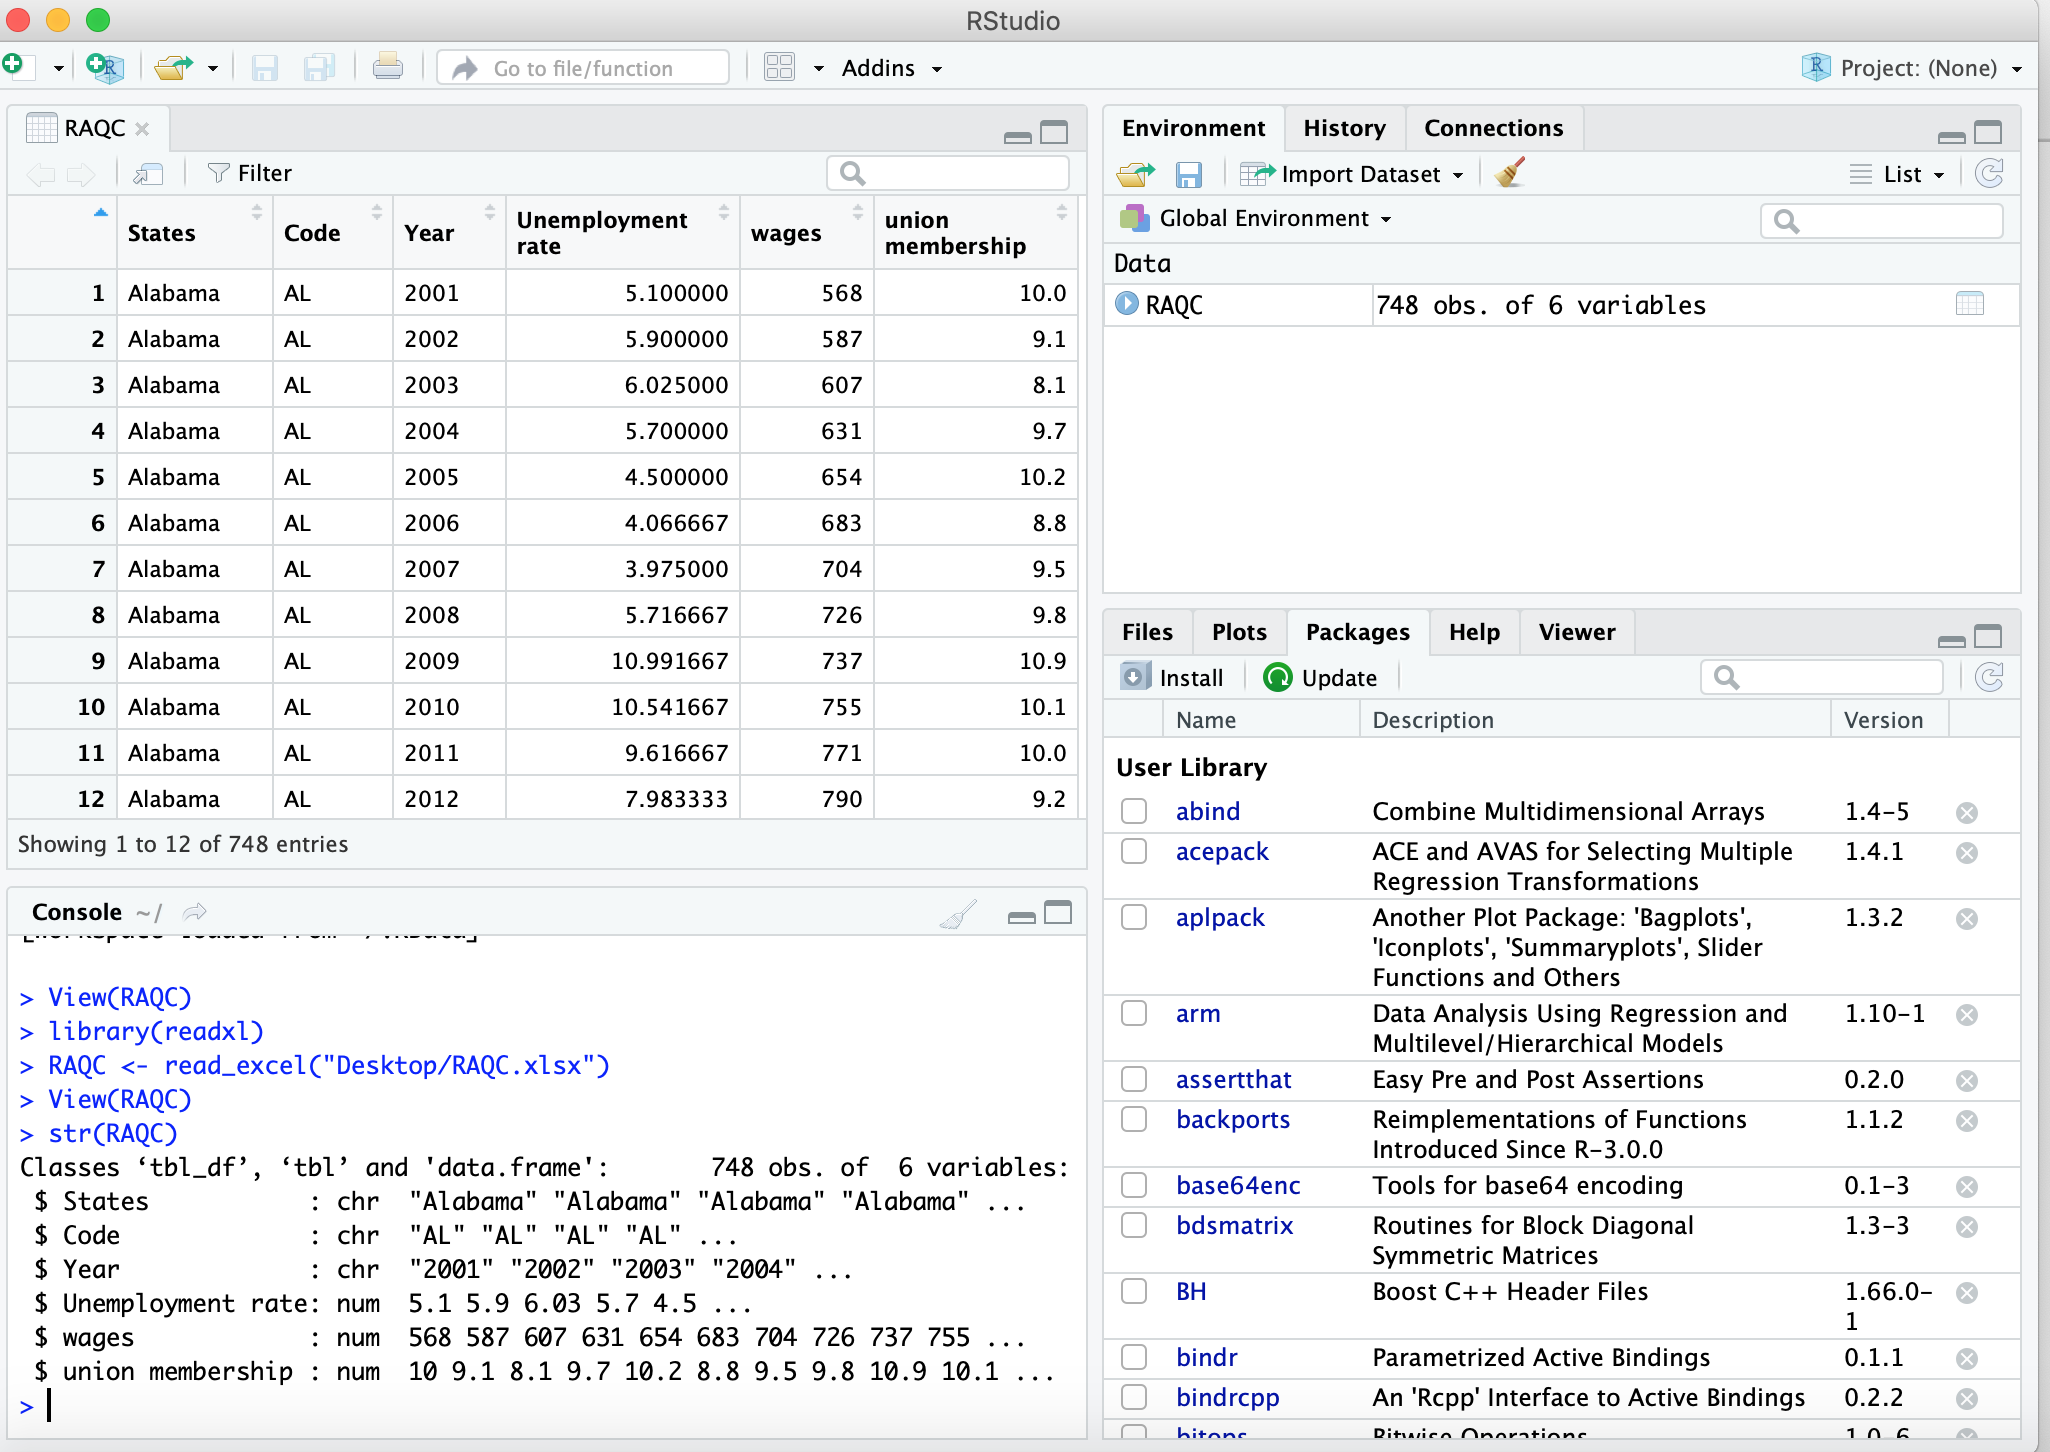 RStudio
Go to file/function
Addins
Project: (None)
RAQC
Filter
States Code Year Unemployment rate wages union membership
1 Alabama AL 2001 5.100000 568 10.0
2 Alabama AL 2002 5.900000 587 9.1
3 Alabama AL 2003 6.025000 607 8.1
4 Alabama AL 2004 5.700000 631 9.7
5 Alabama AL 2005 4.500000 654 10.2
6 Alabama AL 2006 4.066667 683 8.8
7 Alabama AL 2007 3.975000 704 9.5
8 Alabama AL 2008 5.716667 726 9.8
9 Alabama AL 2009 10.991667 737 10.9
10 Alabama AL 2010 10.541667 755 10.1
11 Alabama AL 2011 9.616667 771 10.0
12 Alabama AL 2012 7.983333 790 9.2
Showing 1 to 12 of 748 entries
Console ~/
> View(RAQC)
> library(readxl)
> RAQC <- read_excel("Desktop/RAQC.xlsx")
> View(RAQC)
> str(RAQC)
Classes ‘tbl_df’, ‘tbl’ and 'data.frame': 748 obs. of 6 variables:
$ States : chr "Alabama" "Alabama" "Alabama" "Alabama" ...
$ Code : chr "AL" "AL" "AL" "AL" ...
$ Year : chr "2001" "2002" "2003" "2004" ...
$ Unemployment rate: num 5.1 5.9 6.03 5.7 4.5 ...
$ wages : num 568 587 607 631 654 683 704 726 737 755 ...
$ union membership : num 10 9.1 8.1 9.7 10.2 8.8 9.5 9.8 10.9 10.1 ...
>
Environment History Connections
Import Dataset
List
Global Environment
Data
RAQC 748 obs. of 6 variables
Files Plots Packages Help Viewer
Install Update
Name Description Version
User Library
abind Combine Multidimensional Arrays 1.4-5
acepack ACE and AVAS for Selecting Multiple 1.4.1
Regression Transformations
aplpack Another Plot Package: 'Bagplots', 1.3.2
'Iconplots', 'Summaryplots', Slider
Functions and Others
arm Data Analysis Using Regression and 1.10-1
Multilevel/Hierarchical Models
assertthat Easy Pre and Post Assertions 0.2.0
backports Reimplementations of Functions 1.1.2
Introduced Since R-3.0.0
base64enc Tools for base64 encoding 0.1-3
bdsmatrix Routines for Block Diagonal 1.3-3
Symmetric Matrices
BH Boost C++ Header Files 1.66.0-
1
bindr Parametrized Active Bindings 0.1.1
bindrcpp An 'Rcpp' Interface to Active Bindings 0.2.2
bitops Bitwise Operations 1.0-6